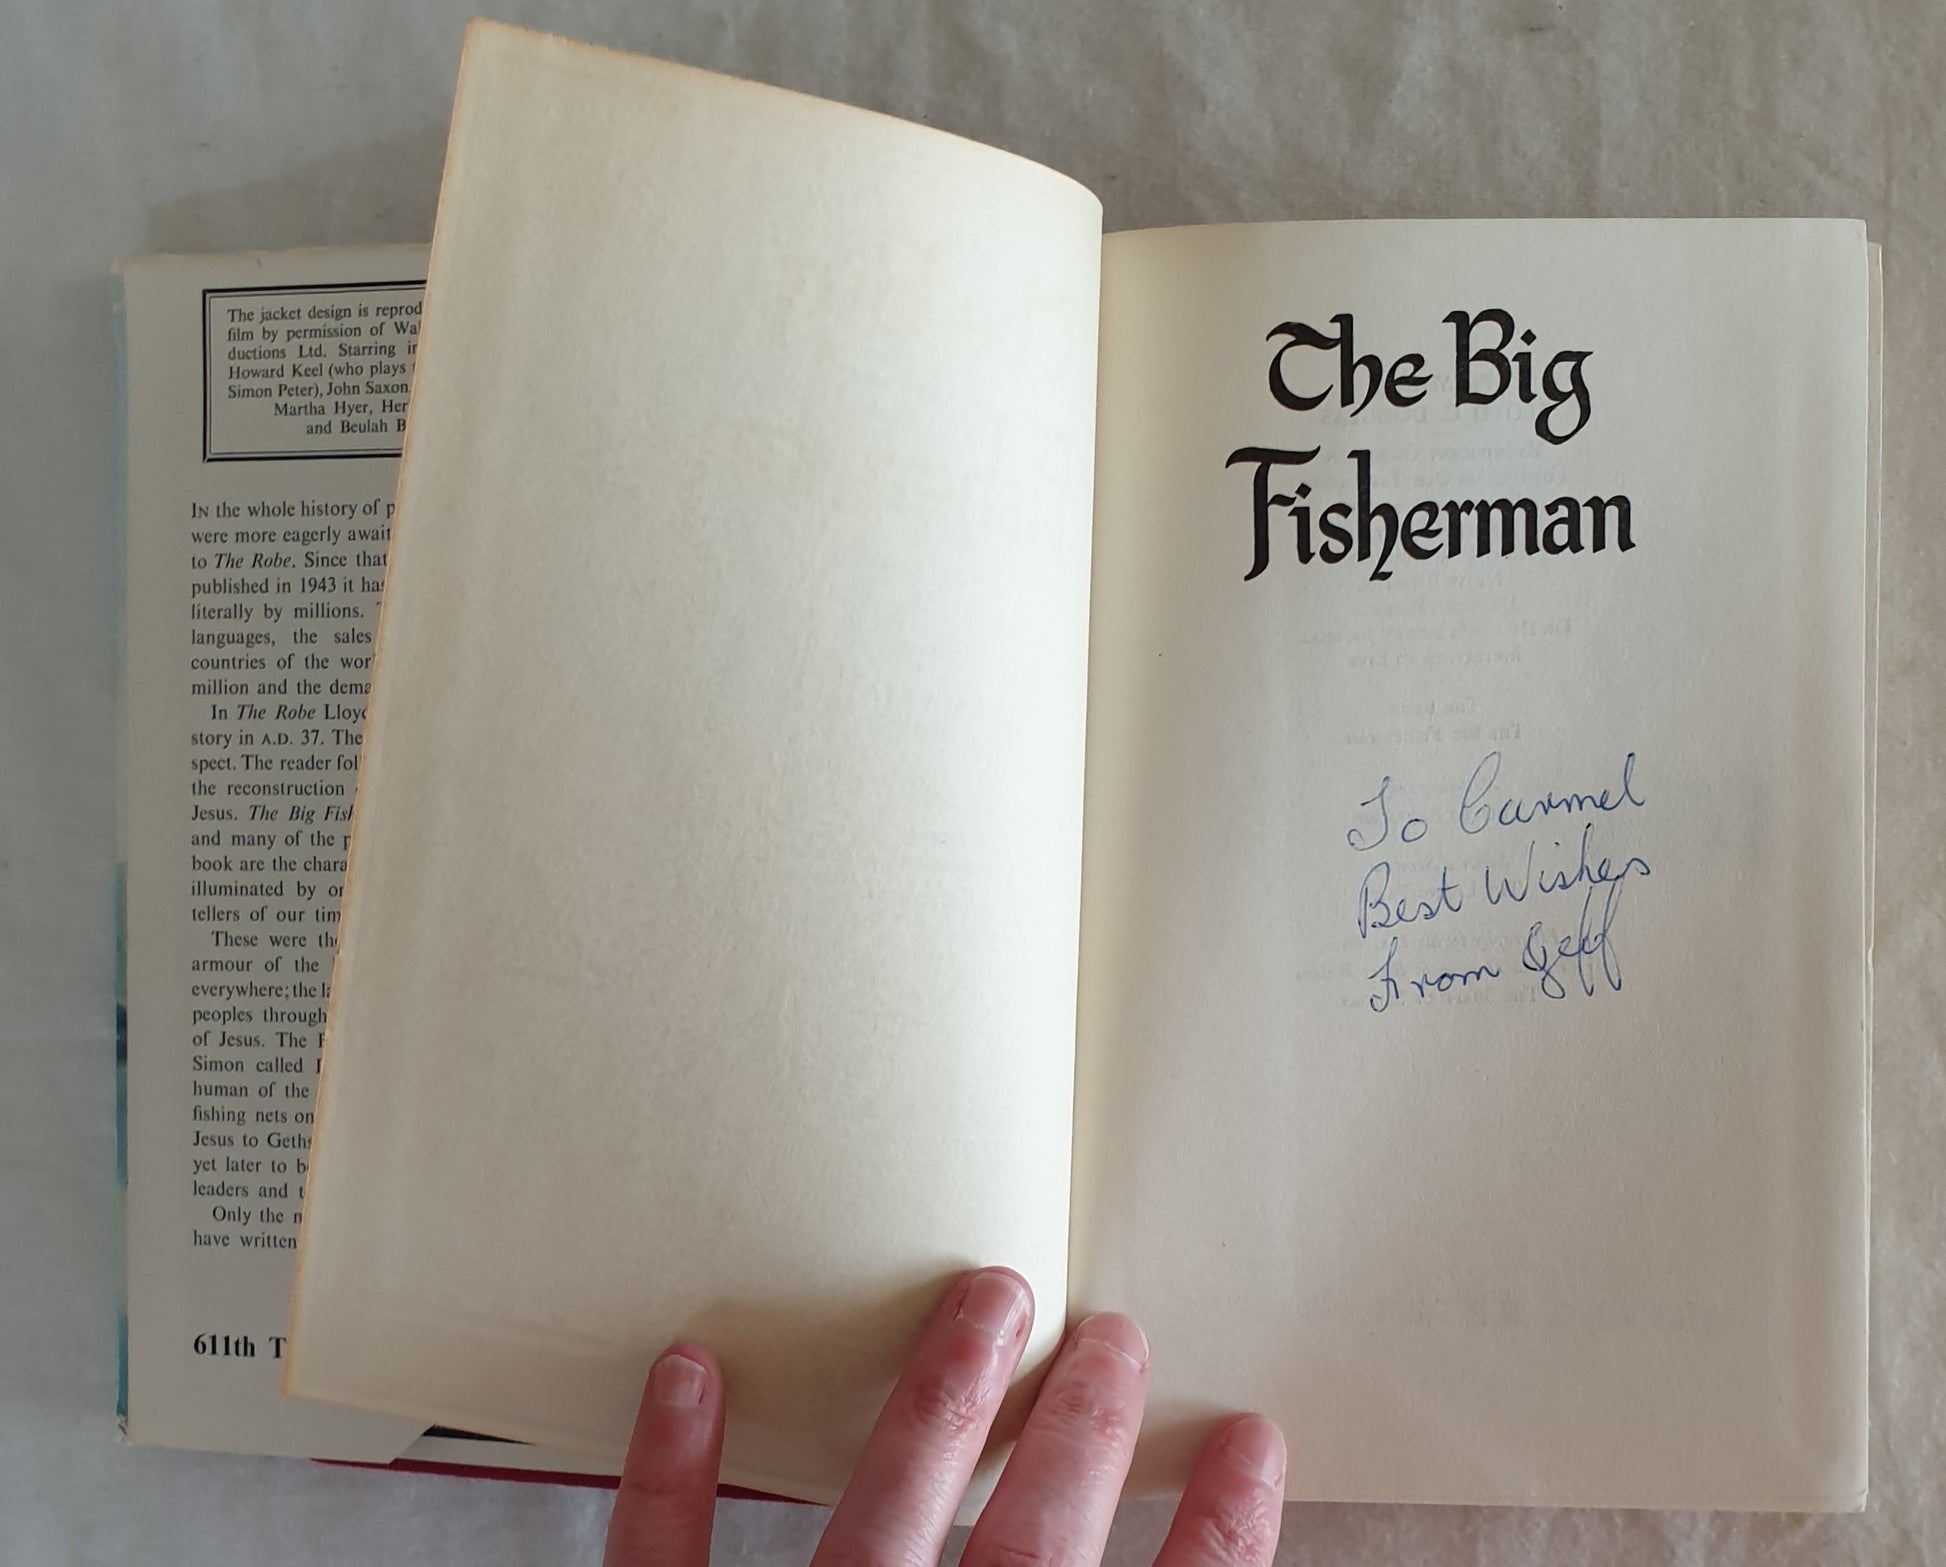 The jacket design is reprod
film by permission of Wal
ductions Ltd. Starring in
Howard Keel (who plays
Simon Peter), John Saxon,
Martha Hyer, Her
and Beulah B
IN the whole history of p
were more eagerly await
to The Robe. Since that
published in 1943 it has
literally by millions.
languages, the sales
countries of the wor
million and the dema
In The Robe Lloyd
story in A.D. 37. The
spect. The reader fol
the reconstruction
Jesus. The Big Fish
and many of the p
book are the chara
illuminated by or
tellers of our tim
These were the
armour of the
everywhere; the la
peoples through
of Jesus. The F
Simon called
human of the
fishing nets on
Jesus to Geths
yet later to b
leaders and t
Only the m
have written
611th T
The Big
Fisherman
To Carmel
Best Wishes
From Geff